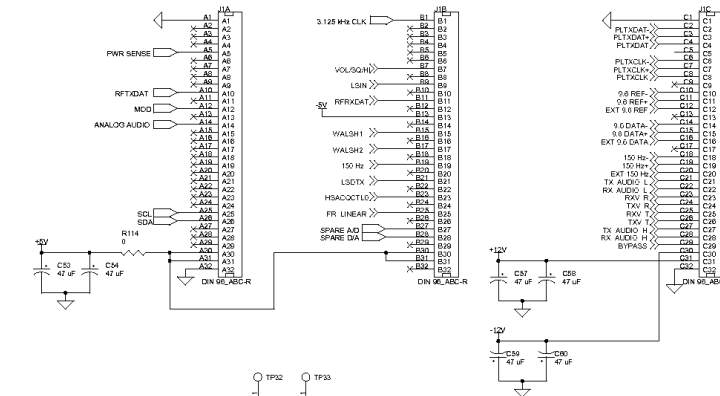 J1A
A1 A1
A2 A2
A3 A3
A4 A4
A5 A5
PWR SENSE A6 A6
A7 A7
A8 A8
A9 A9
RFTXDAT A10 A10
A11 A11
MOD A12 A12
A13 A13
ANALOG AUDIO A14 A14
A15 A15
A16 A16
A17 A17
A18 A18
A19 A19
A20 A20
A21 A21
A22 A22
A23 A23
A24 A24
SCL A25 A25
SDA A26 A26
A27 A27
A28 A28
A29 A29
A30 A30
A31 A31
A32 A32
DIN 96_ABC-R
+5V
R114
0
C53
47 uF
C54
47 uF
J1B
3.125 kHz CLK B1 B1
B2 B2
B3 B3
B4 B4
B5 B5
B6 B6
VOL/SQ/HL B7 B7
B8 B8
LSIN B9 B9
B10 B10
RFRXDAT B11 B11
B12 B12
-5V B13 B13
B14 B14
WALSH1 B15 B15
B16 B16
WALSH2 B17 B17
B18 B18
150 Hz B19 B19
B20 B20
LSDTX B21 B21
B22 B22
HSACQCTL0 B23 B23
B24 B24
FR LINEAR B25 B25
B26 B26
SPARE A/D B27 B27
SPARE D/A B28 B28
B29 B29
B30 B30
B31 B31
B32 B32
DIN 96_ABC-R
J1C
C1 C1
PLTXDAT- C2 C2
PLTXDAT+ C3 C3
PLTXDAT C4 C4
C5 C5
PLTXCLK- C6 C6
PLTXCLK+ C7 C7
PLTXCLK C8 C8
C9 C9
9.6 REF- C10 C10
9.6 REF+ C11 C11
EXT 9.6 REF C12 C12
C13 C13
9.6 DATA- C14 C14
9.6 DATA+ C15 C15
EXT 9.6 DATA C16 C16
C17 C17
150 Hz- C18 C18
150 Hz+ C19 C19
EXT 150 Hz C20 C20
TX AUDIO L C21 C21
RX AUDIO L C22 C22
RXV R C23 C23
TXV R C24 C24
RXV T C25 C25
TXV T C26 C26
TX AUDIO H C27 C27
RX AUDIO H C28 C28
BYPASS C29 C29
C30 C30
C31 C31
C32 C32
DIN 96_ABC-R
+12V
C57
47 uF
C58
47 uF
-12V
C59
47 uF
C60
47 uF
TP32 TP33
1 1